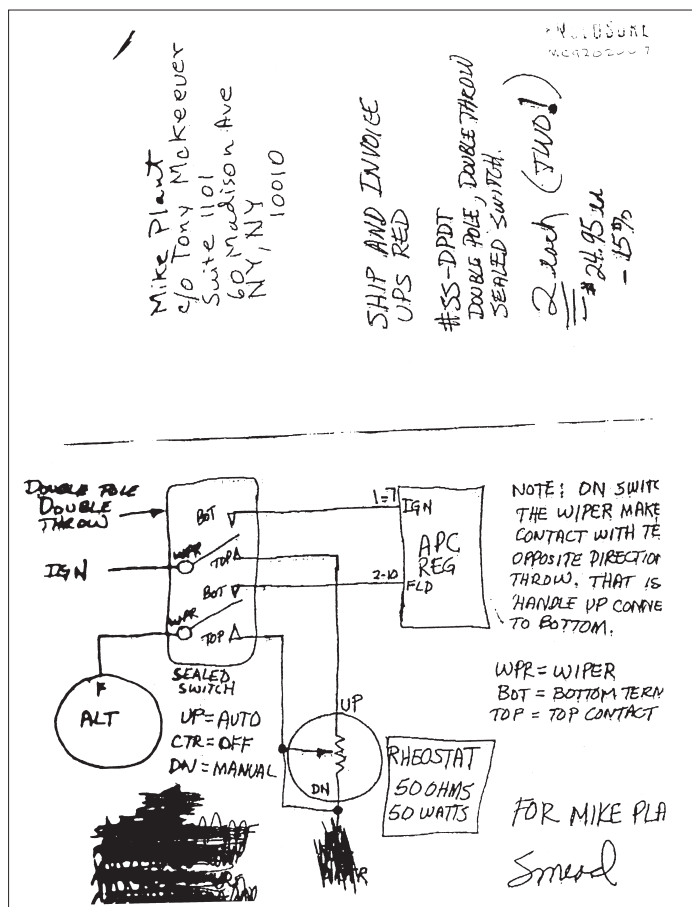 Mike Plant
c/o Tony McKeever
Suite 1101
60 Madison Ave
NY, NY
10010
SHIP AND INVOICE
UPS RED
#SS-DPDT
DOUBLE POLE, DOUBLE THROW
SEALED SWITCH.
2 each (TWO!)
$24.95 ea
- 15%
DOUBLE POLE
DOUBLE
THROW
IGN
BOT
WPR
TOP
BOT
WPR
TOP
F
ALT
SEALED
SWITCH
UP=AUTO
CTR=OFF
DN=MANUAL
1-7
IGN
APC
REG
2-10
FLD
UP
DN
RHEOSTAT
50 OHMS
50 WATTS
NOTE: ON SWITC
THE WIPER MAKE
CONTACT WITH TE
OPPOSITE DIRECTION
THROW. THAT IS
HANDLE UP CONNE
TO BOTTOM.
WPR = WIPER
BOT = BOTTOM TERM
TOP = TOP CONTACT
FOR MIKE PLA
Smead